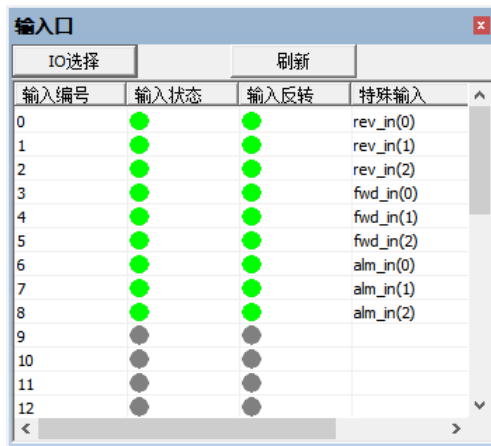 输入口
IO选择 刷新
输入编号 输入状态 输入反转 特殊输入
0 rev_in(0)
1 rev_in(1)
2 rev_in(2)
3 fwd_in(0)
4 fwd_in(1)
5 fwd_in(2)
6 alm_in(0)
7 alm_in(1)
8 alm_in(2)
9
10
11
12